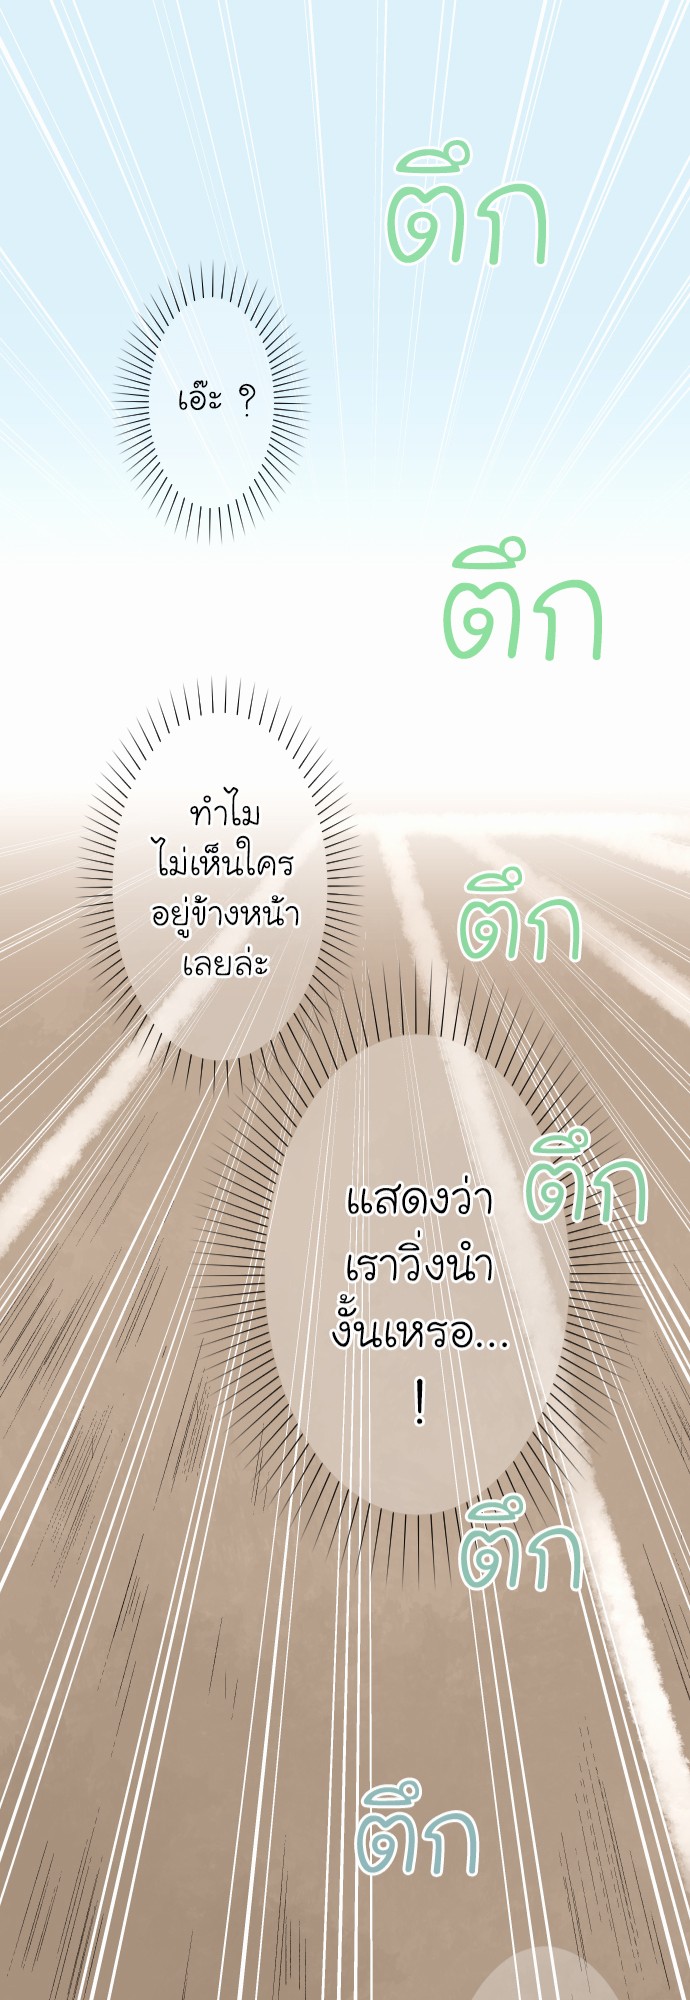 ตึก
เอ๊ะ ?
ตึก
ทำไม
ไม่เห็นใคร
อยู่ข้างหน้า
เลยล่ะ
ตึก
ตึก
แสดงว่า
เราวิ่งนำ
งั้นเหรอ...
!
ตึก
ตึก